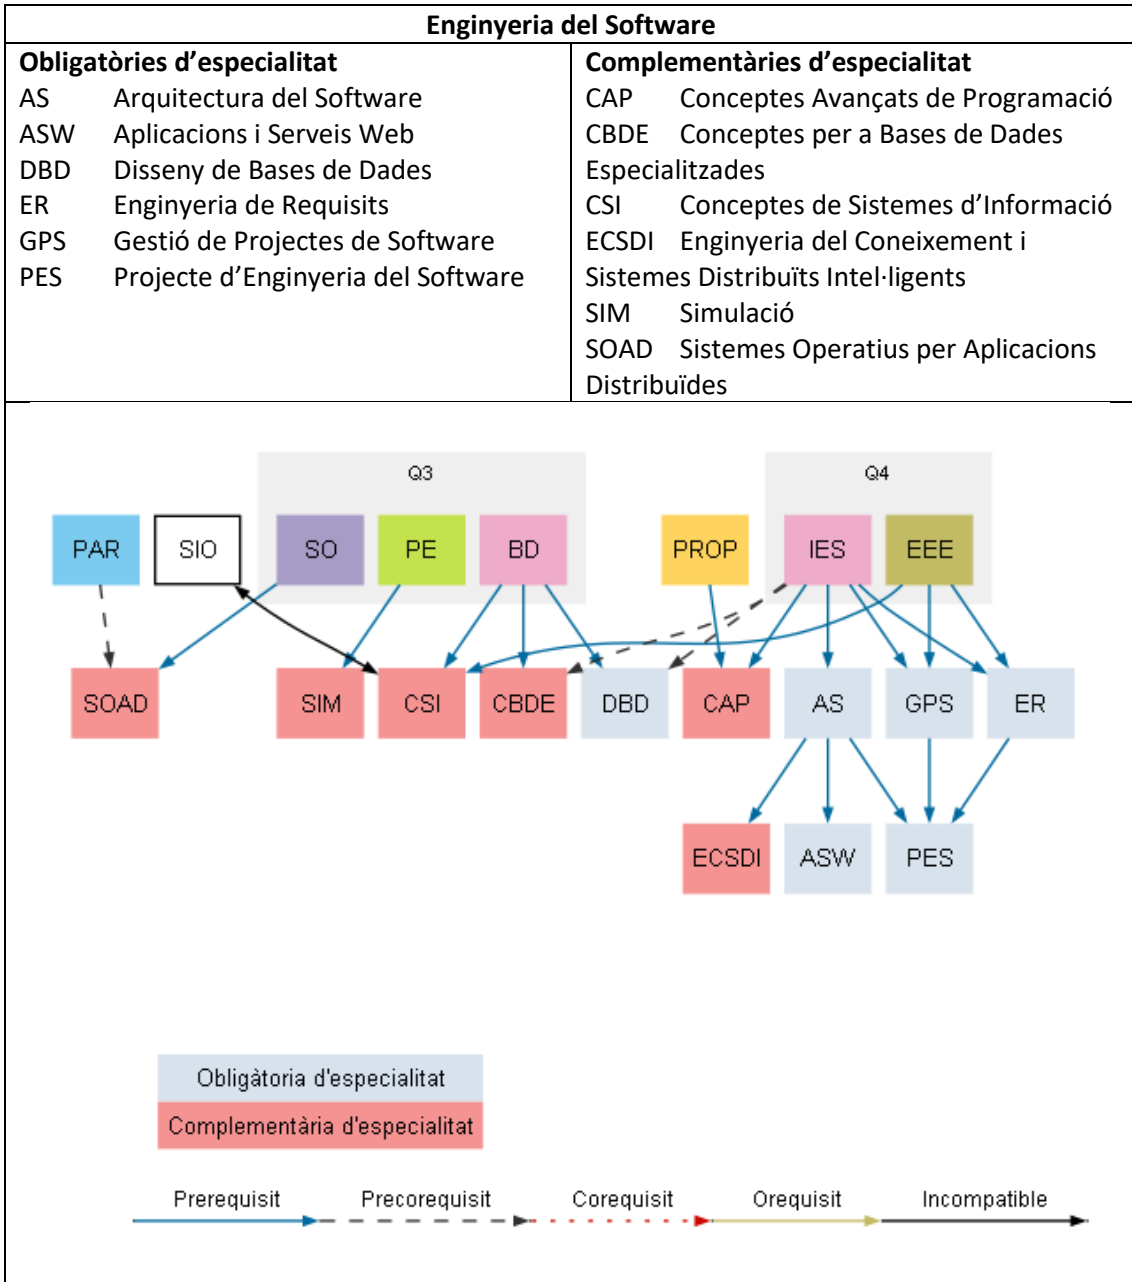 Enginyeria del Software
Obligatòries d'especialitat
AS Arquitectura del Software
ASW Aplicacions i Serveis Web
DBD Disseny de Bases de Dades
ER Enginyeria de Requisits
GPS Gestió de Projectes de Software
PES Projecte d'Enginyeria del Software
Complementàries d'especialitat
CAP Conceptes Avançats de Programació
CBDE Conceptes per a Bases de Dades
Especialitzades
CSI Conceptes de Sistemes d'Informació
ECSDI Enginyeria del Coneixement i
Sistemes Distribuïts Intel·ligents
SIM Simulació
SOAD Sistemes Operatius per Aplicacions
Distribuïdes
Q3 Q4
PAR SIO SO PE BD PROP IES EEE
SOAD SIM CSI CBDE DBD CAP AS GPS ER
ECSDI ASW PES
Obligàtoria d'especialitat
Complementària d'especialitat
Prerequisit Precorequisit Corequisit Orequisit Incompatible